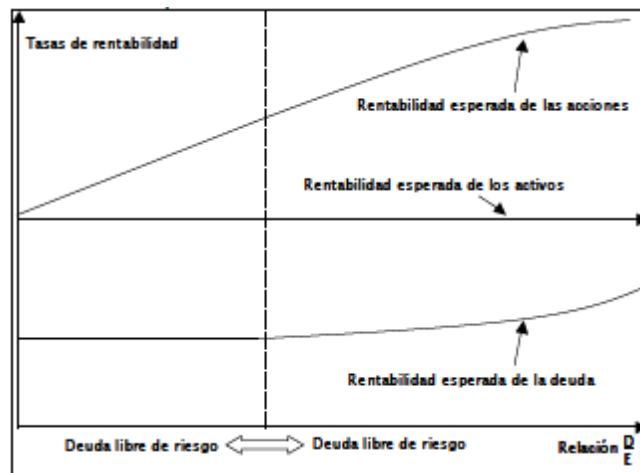 Tasas de rentabilidad
Rentabilidad esperada de las acciones
Rentabilidad esperada de los activos
Rentabilidad esperada de la deuda
Deuda libre de riesgo
Deuda libre de riesgo
Relación D
E